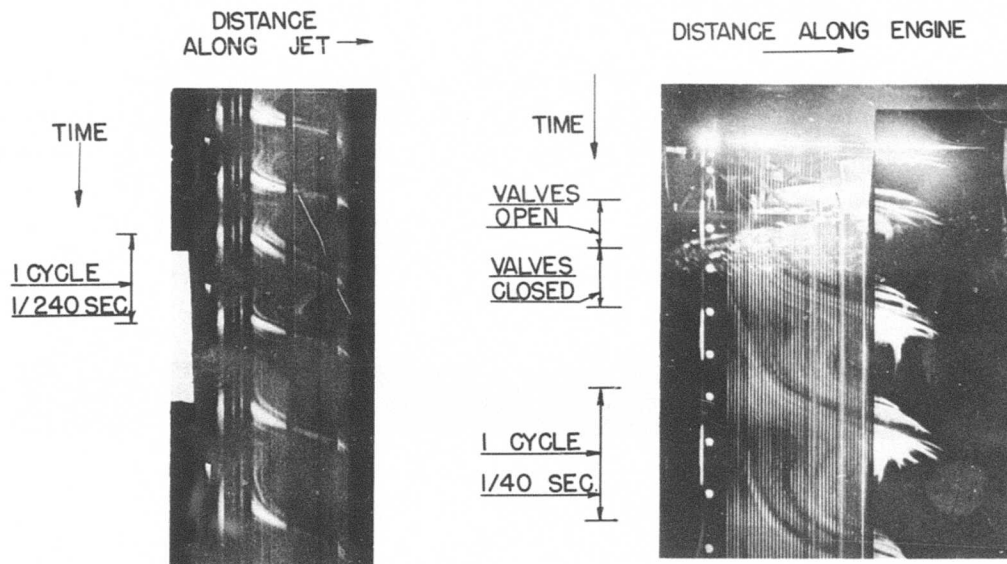 DISTANCE
ALONG JET
TIME
1 CYCLE
1/240 SEC.
DISTANCE ALONG ENGINE
TIME
VALVES
OPEN
VALVES
CLOSED
1 CYCLE
1/40 SEC.